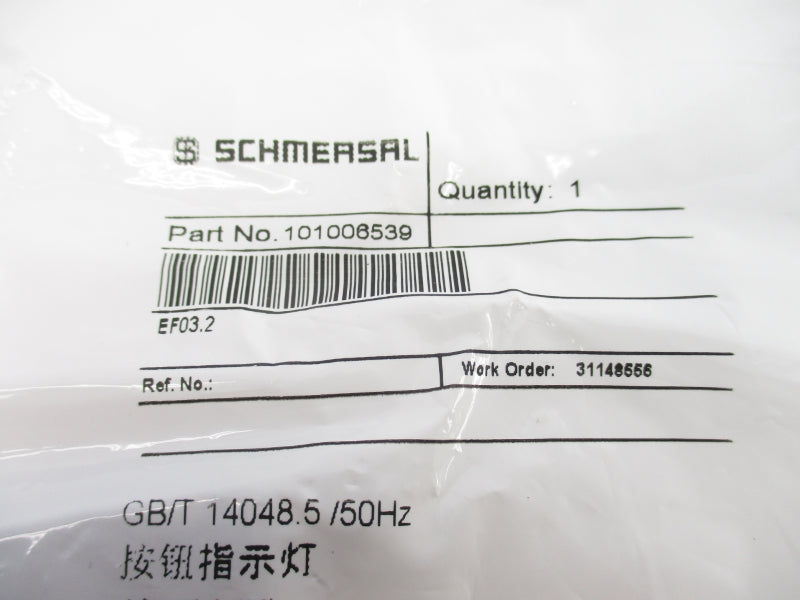 SCHMERSAL
Quantity: 1
Part No. 101006539
EF03.2
Ref. No.:
Work Order: 31148556
GB/T 14048.5 /50Hz
按钮指示灯